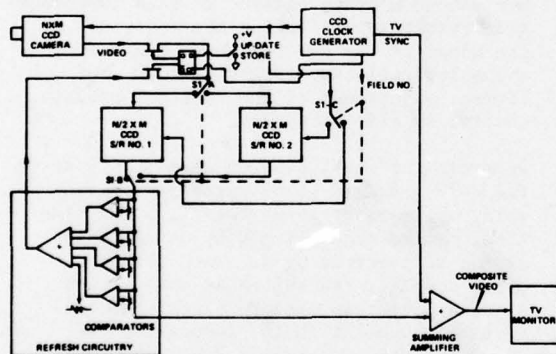 NXM
CCD
CAMERA
VIDEO
+V
UP-DATE
STORE
CCD
CLOCK
GENERATOR
TV
SYNC
S1-A
S1-C
FIELD NO.
N/2 X M
CCD
S/R NO. 1
N/2 X M
CCD
S/R NO. 2
SI-B
COMPARATORS
REFRESH CIRCUITRY
+
+
SUMMING
AMPLIFIER
COMPOSITE
VIDEO
TV
MONITOR